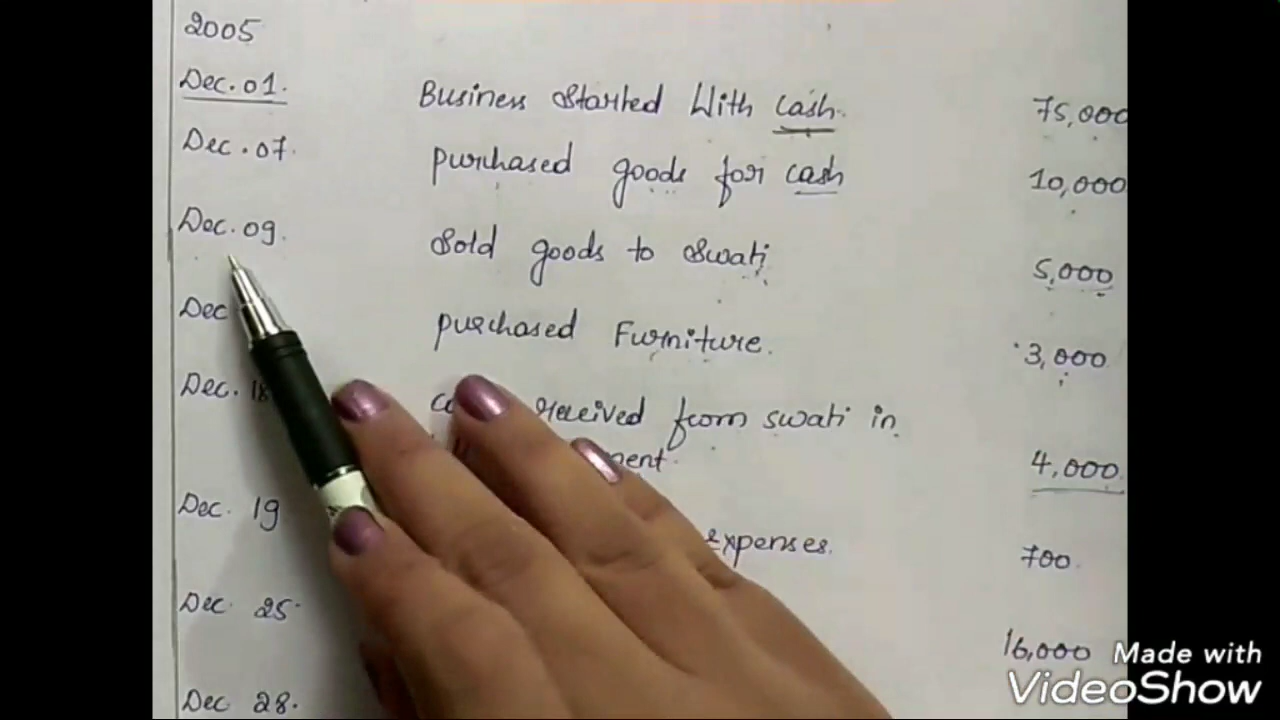 2005
Dec. 01. Business Started With cash. 75,000
Dec. 07. purchased goods for cash 10,000
Dec. 09. Sold goods to Swati 5,000
Dec purchased Furniture. 3,000
Dec. 18 received from swati in
4,000
Dec. 19 expenses. 700
Dec. 25 16,000
Dec 28.
Made with
VideoShow